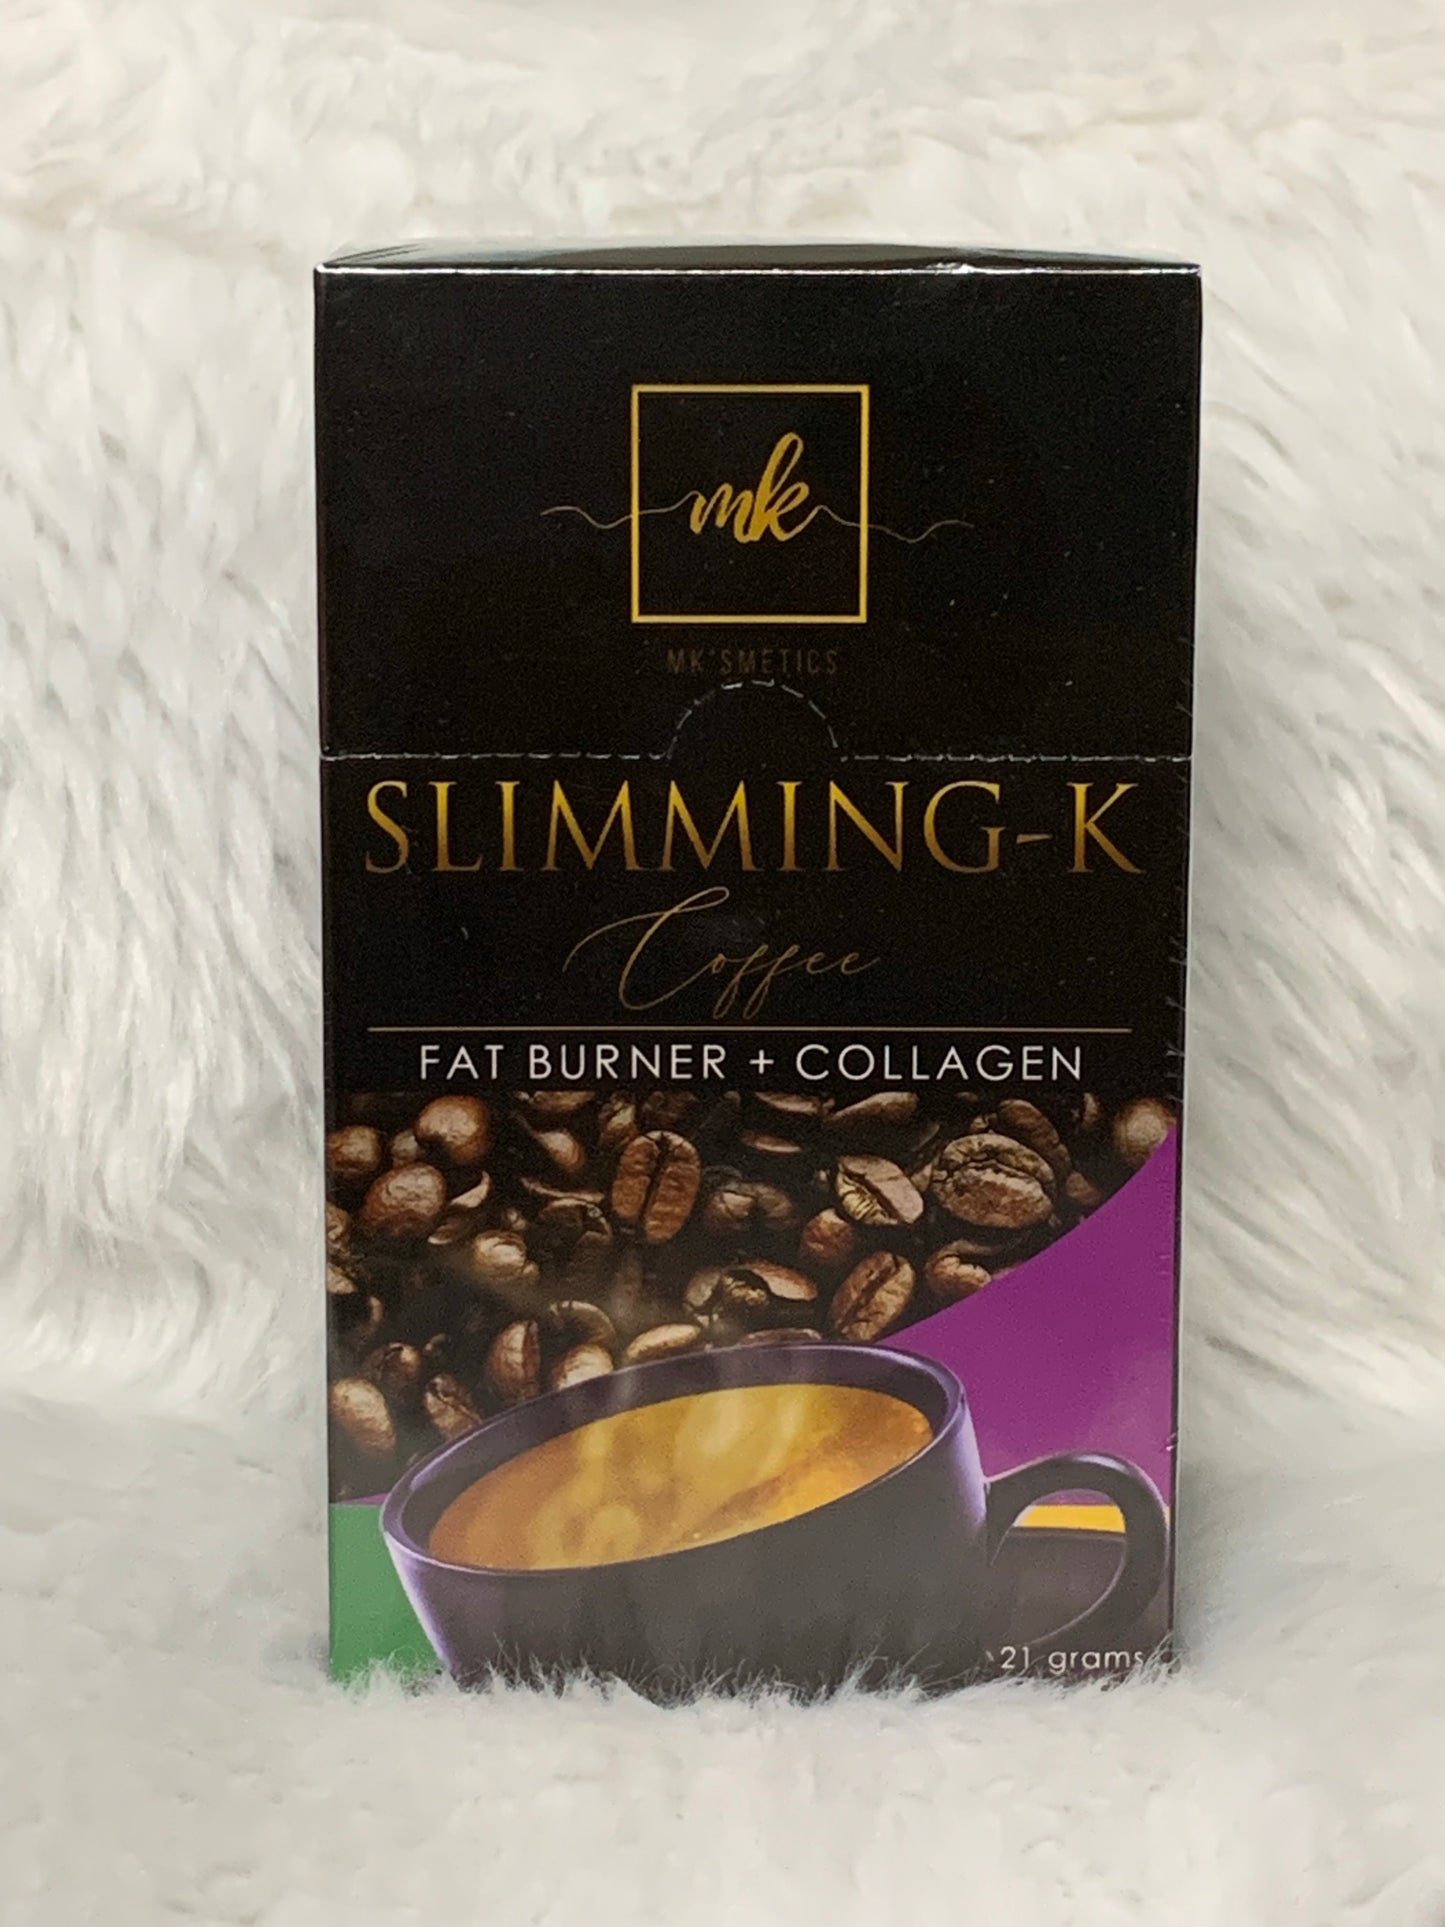 mk
MK'SMETICS
SLIMMING-K
Coffee
FAT BURNER + COLLAGEN
21 grams